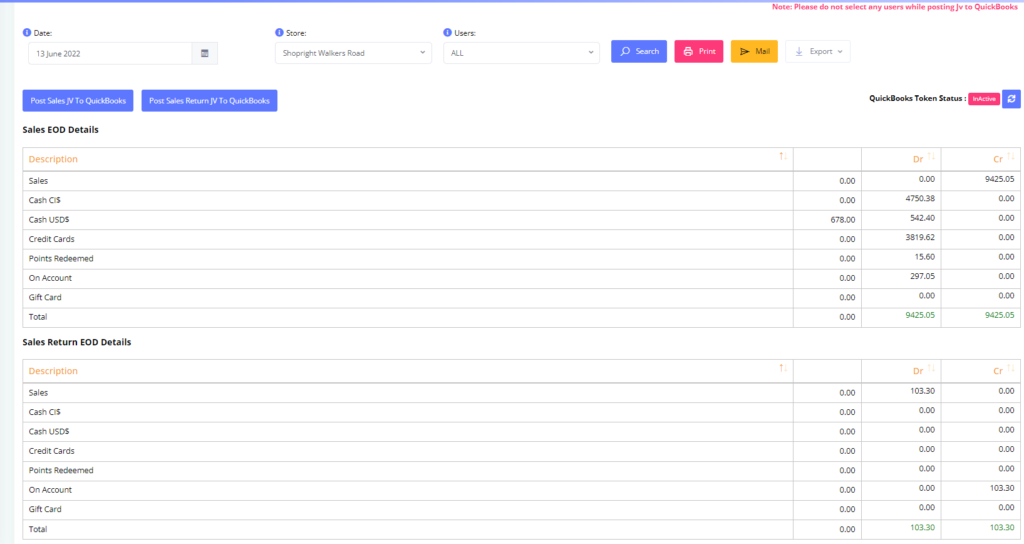 Note: Please do not select any users while posting Jv to QuickBooks
Date: Store: Users:
13 June 2022 Shopright Walkers Road ALL Search Print Mail Export
Post Sales JV To QuickBooks Post Sales Return JV To QuickBooks QuickBooks Token Status : InActive
Sales EOD Details
Description Dr Cr
Sales 0.00 0.00 9425.05
Cash CI$ 0.00 4750.38 0.00
Cash USD$ 678.00 542.40 0.00
Credit Cards 0.00 3819.62 0.00
Points Redeemed 0.00 15.60 0.00
On Account 0.00 297.05 0.00
Gift Card 0.00 0.00 0.00
Total 0.00 9425.05 9425.05
Sales Return EOD Details
Description Dr Cr
Sales 0.00 103.30 0.00
Cash CI$ 0.00 0.00 0.00
Cash USD$ 0.00 0.00 0.00
Credit Cards 0.00 0.00 0.00
Points Redeemed 0.00 0.00 0.00
On Account 0.00 0.00 103.30
Gift Card 0.00 0.00 0.00
Total 0.00 103.30 103.30